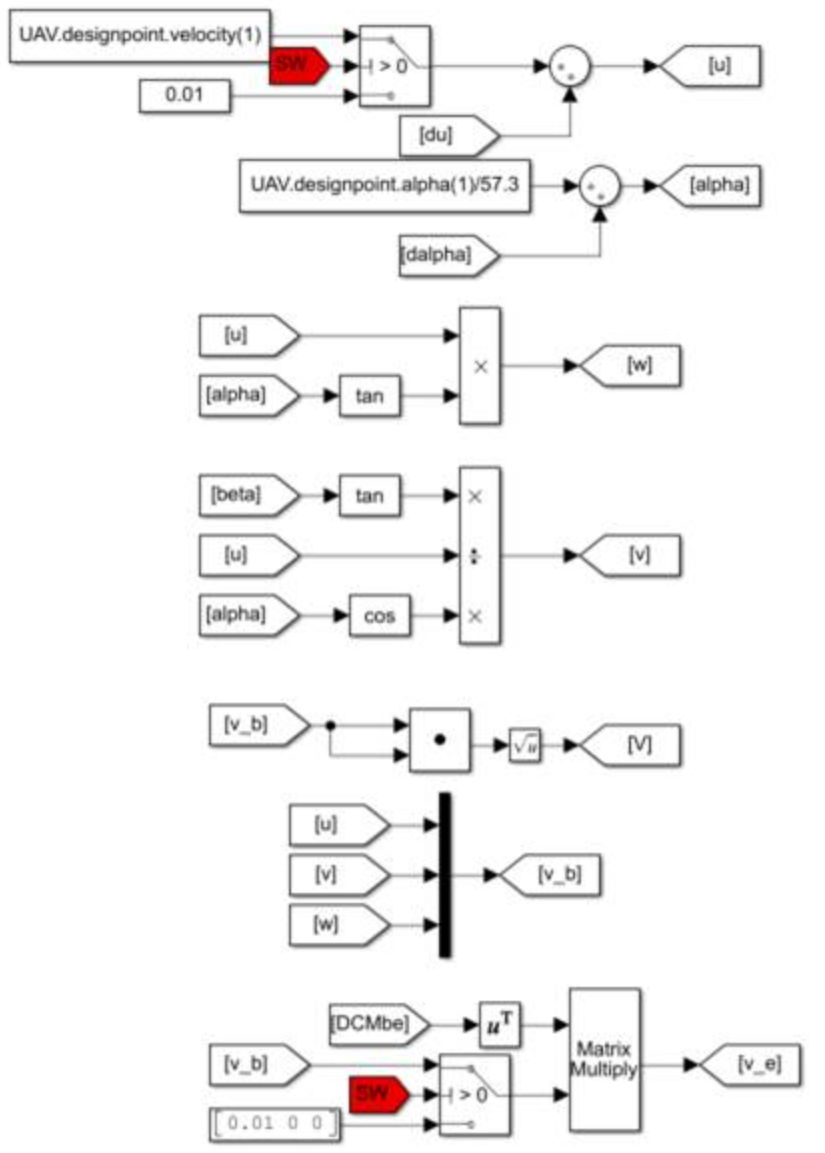 UAV.designpoint.velocity(1)
SW
> 0
0.01
[u]
[du]
UAV.designpoint.alpha(1)/57.3
[alpha]
[dalpha]
[u]
[alpha]
tan
×
[w]
[beta]
tan
×
[u]
÷
[v]
[alpha]
cos
×
[v_b]
√u
[V]
[u]
[v]
[v_b]
[w]
[DCMbe]
u^T
Matrix
Multiply
[v_e]
[v_b]
SW
> 0
[ 0.01 0 0 ]